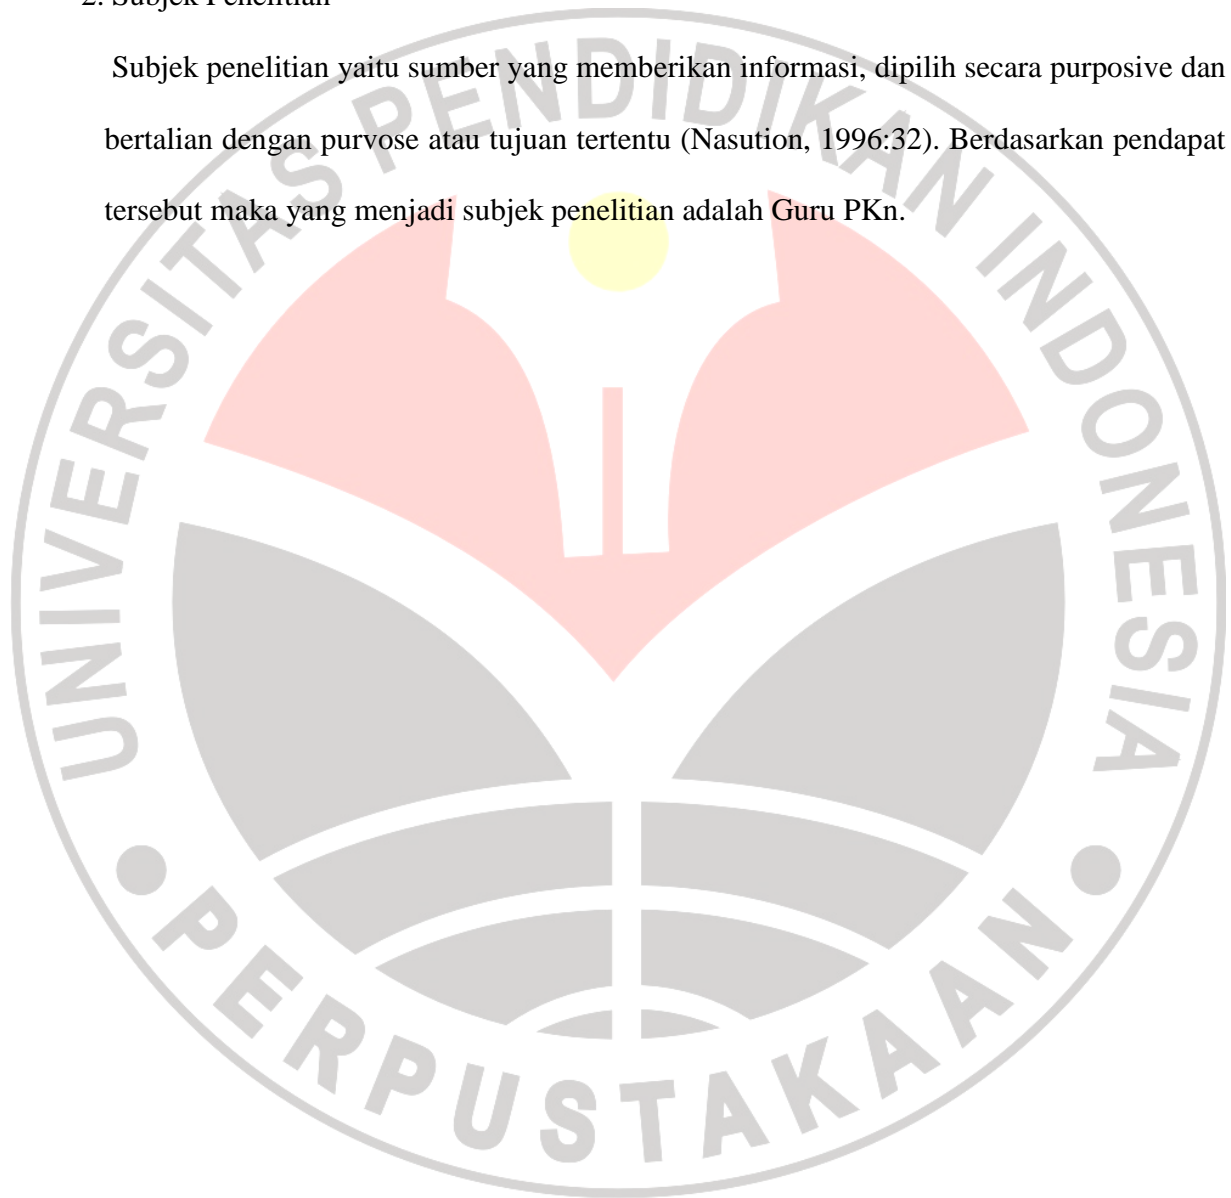 2. Subjek Penelitian
Subjek penelitian yaitu sumber yang memberikan informasi, dipilih secara purposive dan
bertalian dengan purvose atau tujuan tertentu (Nasution, 1996:32). Berdasarkan pendapat
tersebut maka yang menjadi subjek penelitian adalah Guru PKn.
UNIVERSITAS PENDIDIKAN INDONESIA
PERPUSTAKAAN